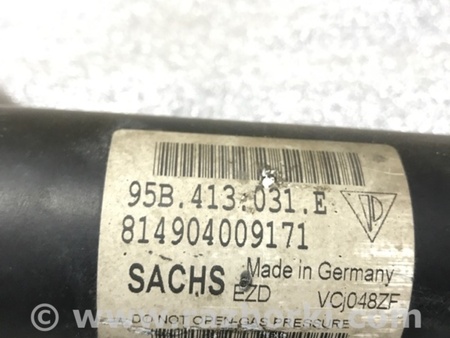 95B.413.031.E
814904009171
SACHS Made in Germany
EZD VCj048ZF
DO NOT OPEN-GAS PRESSURE